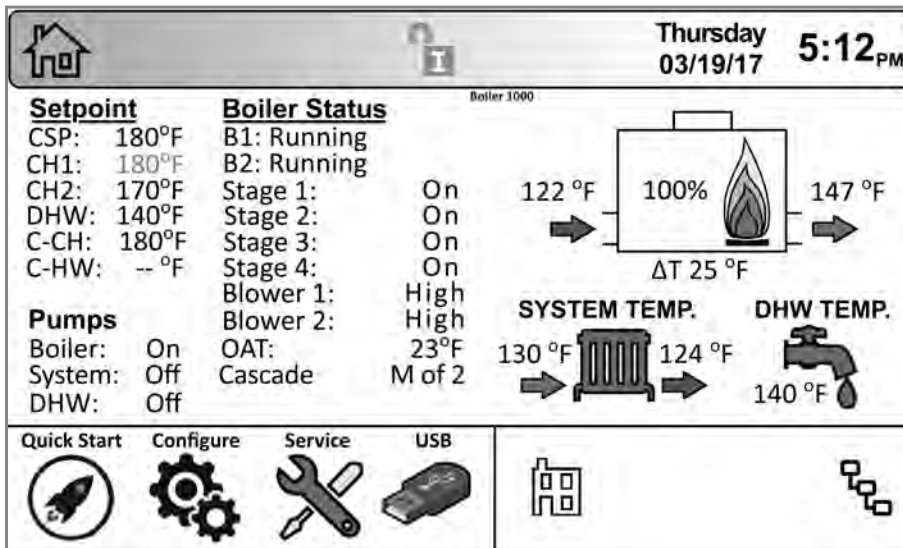 Thursday
03/19/17
5:12 PM
Boiler 1000
Setpoint
CSP: 180°F
CH1: 180°F
CH2: 170°F
DHW: 140°F
C-CH: 180°F
C-HW: -- °F
Pumps
Boiler: On
System: Off
DHW: Off
Boiler Status
B1: Running
B2: Running
Stage 1: On
Stage 2: On
Stage 3: On
Stage 4: On
Blower 1: High
Blower 2: High
OAT: 23°F
Cascade M of 2
122 °F
100%
147 °F
ΔT 25 °F
SYSTEM TEMP.
130 °F
124 °F
DHW TEMP.
140 °F
Quick Start
Configure
Service
USB
I